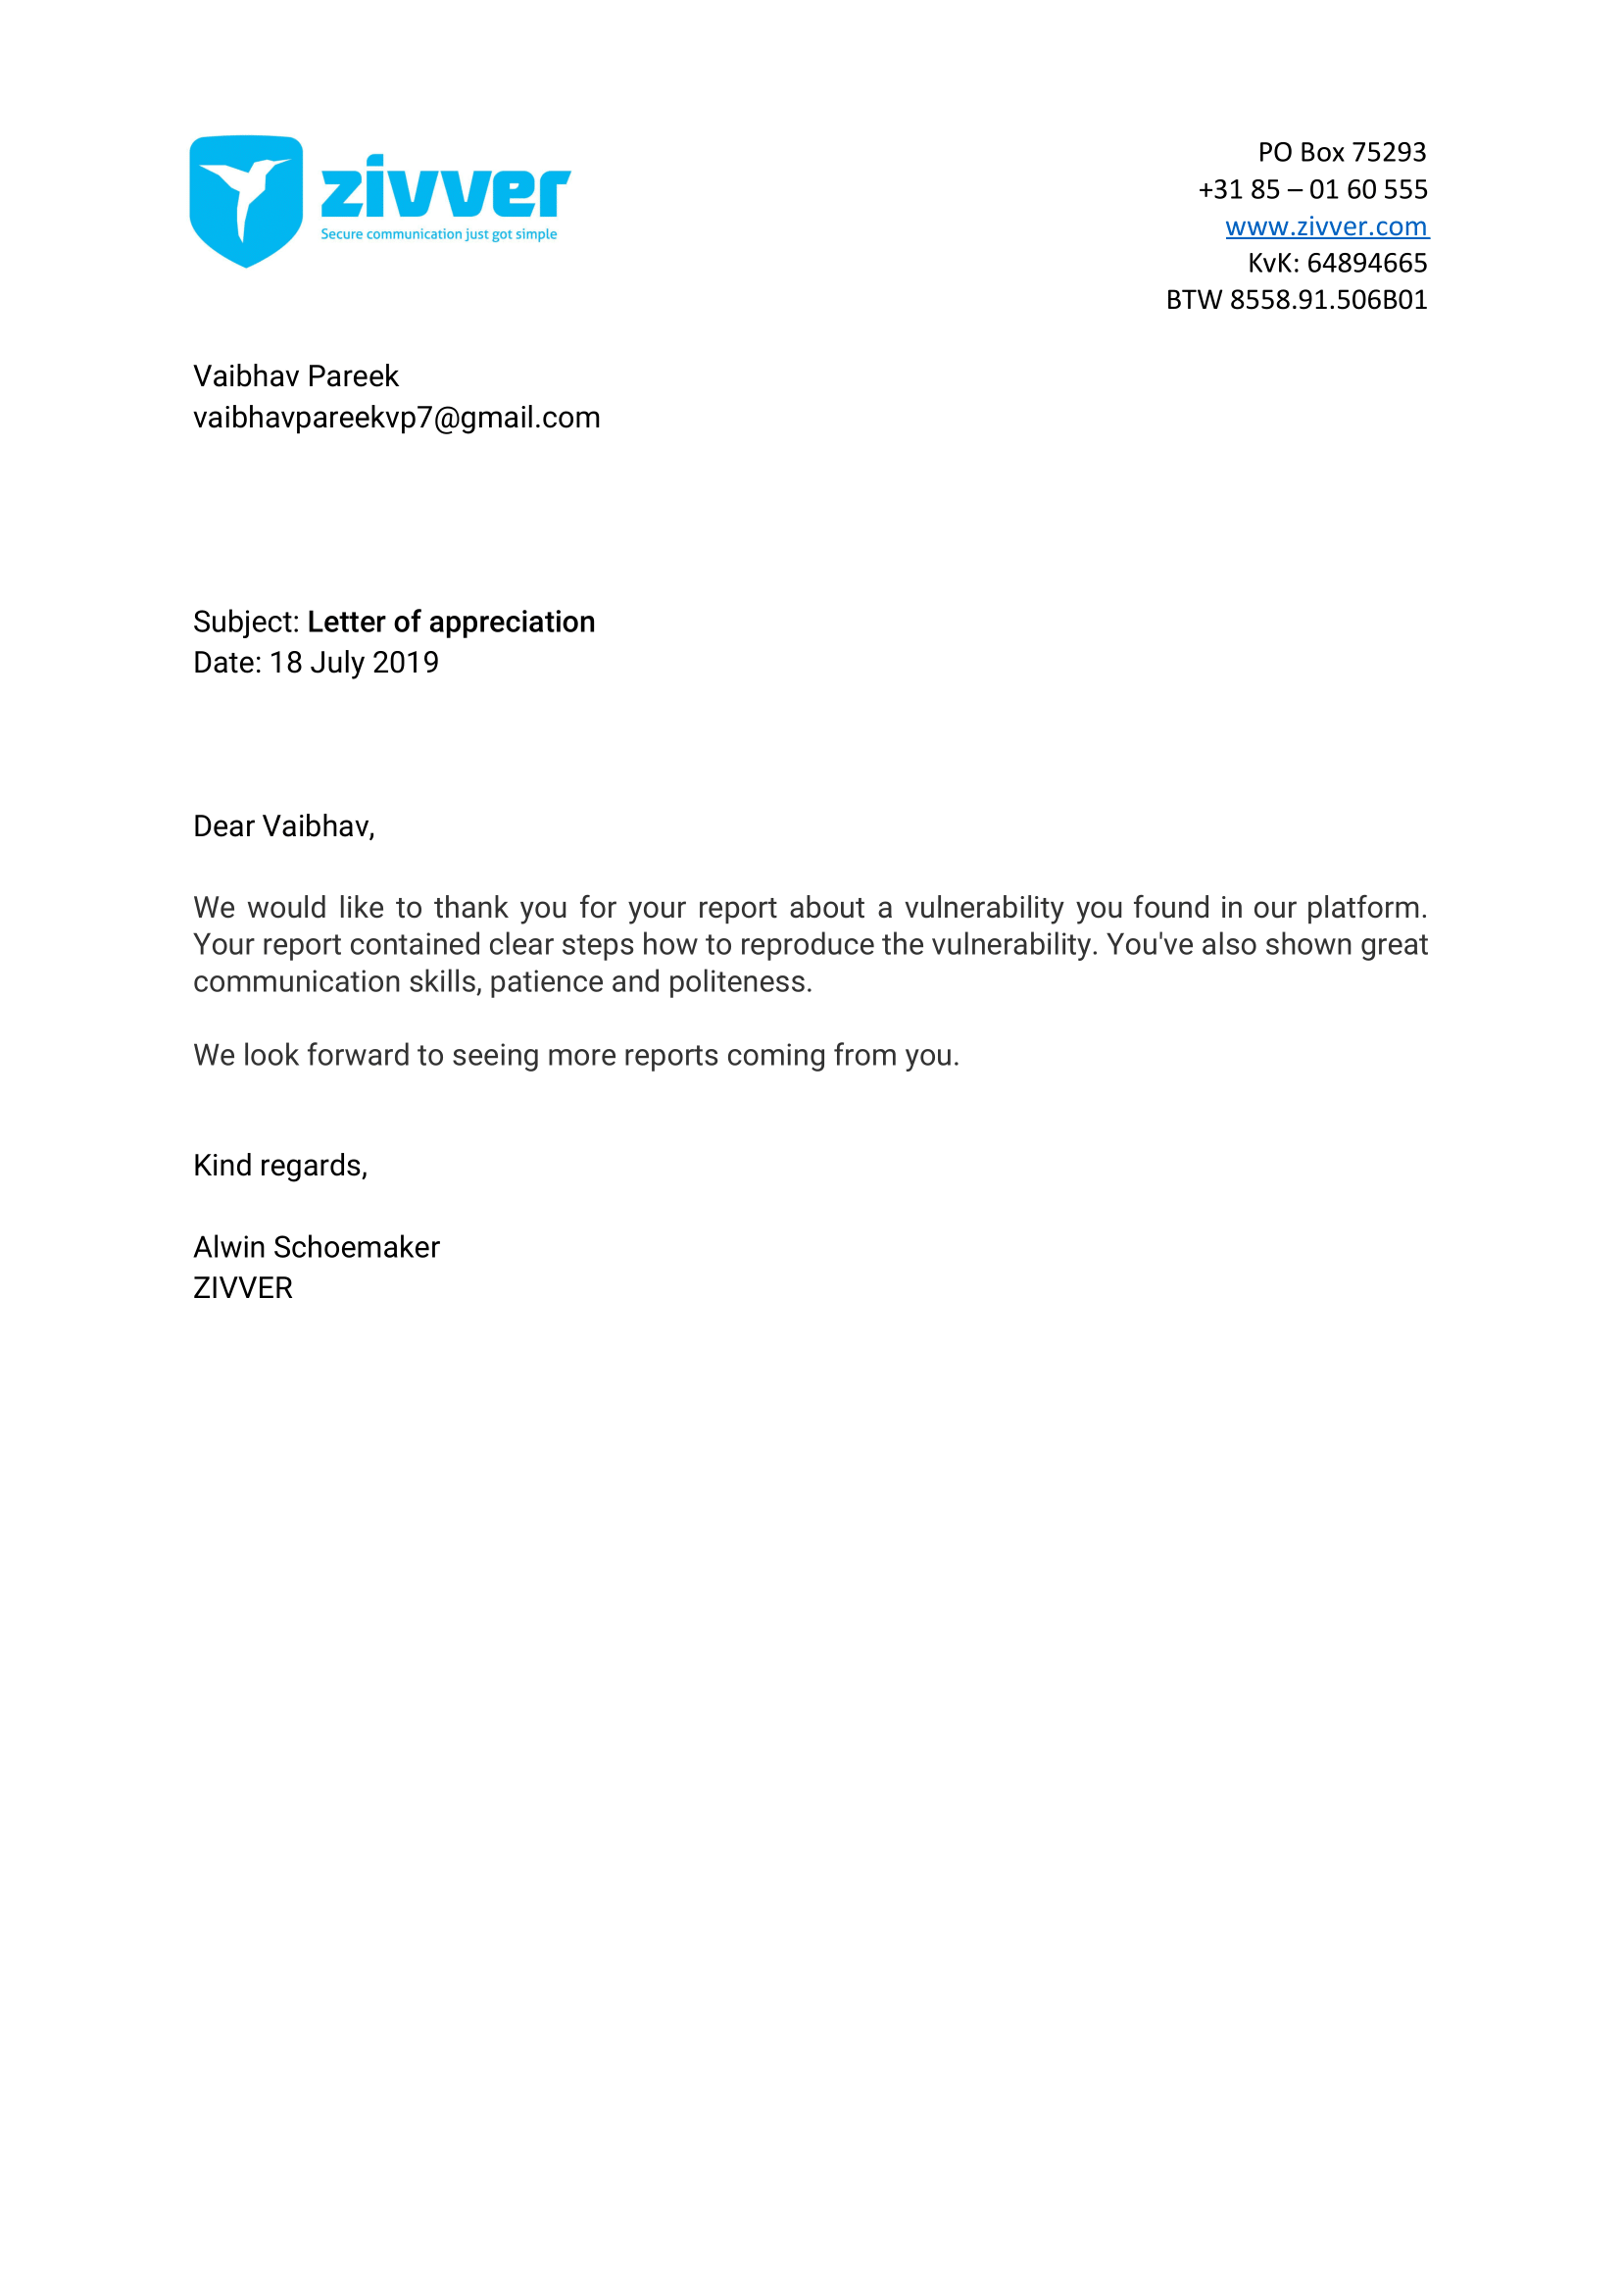 zivver
Secure communication just got simple
PO Box 75293
+31 85 – 01 60 555
www.zivver.com
KvK: 64894665
BTW 8558.91.506B01
Vaibhav Pareek
vaibhavpareekvp7@gmail.com
Subject: Letter of appreciation
Date: 18 July 2019
Dear Vaibhav,
We would like to thank you for your report about a vulnerability you found in our platform.
Your report contained clear steps how to reproduce the vulnerability. You've also shown great
communication skills, patience and politeness.
We look forward to seeing more reports coming from you.
Kind regards,
Alwin Schoemaker
ZIVVER